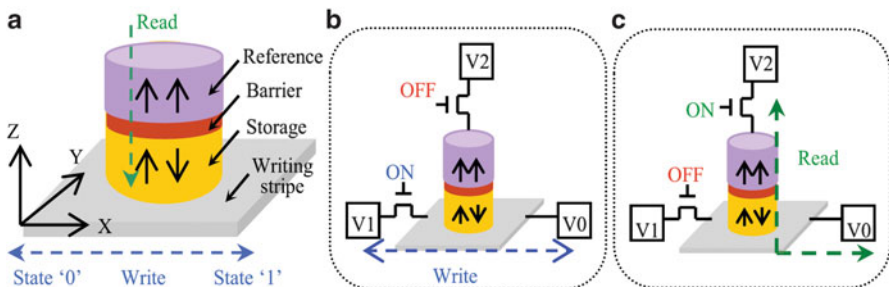 a
Read
Reference
Barrier
Storage
Writing
stripe
Z
Y
X
State ‘0’ Write State ‘1’
b
V2
OFF
ON
V1
V0
Write
c
V2
ON
Read
OFF
V1
V0